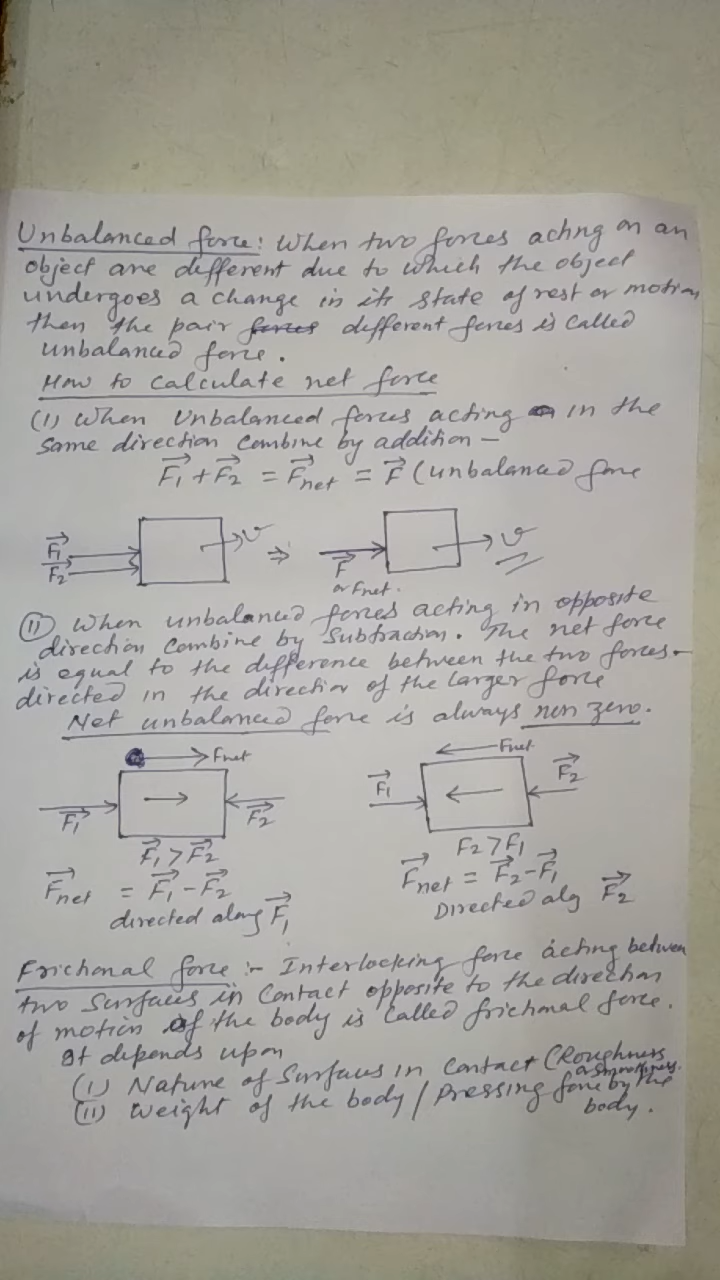 Unbalanced force: When two forces acting on an
object are different due to which the object
undergoes a change in its state of rest or motion
then the pair forces different forces is called
unbalanced force.
How to calculate net force
(I) When Unbalanced forces acting in the
same direction combine by addition –
F₁ + F₂ = Fnet = F (unbalanced force
F₁ F₂ v ⇒ F or Fnet. v
(II) When unbalanced forces acting in opposite
direction combine by subtraction. The net force
is equal to the difference between the two forces
directed in the direction of the larger force
Net unbalanced force is always non zero.
Fnet Fnet
F₁ F₂ F₁ F₂
F₁ > F₂ F₂ > F₁
Fnet = F₁ – F₂ Fnet = F₂ – F₁
directed along F₁ Directed alg F₂
Frictional force :– Interlocking force acting between
two surfaces in contact opposite to the direction
of motion of the body is called frictional force.
It depends upon
(I) Nature of Surfaces in contact (Roughness
or smoothness.
(II) Weight of the body / Pressing force by the
body.